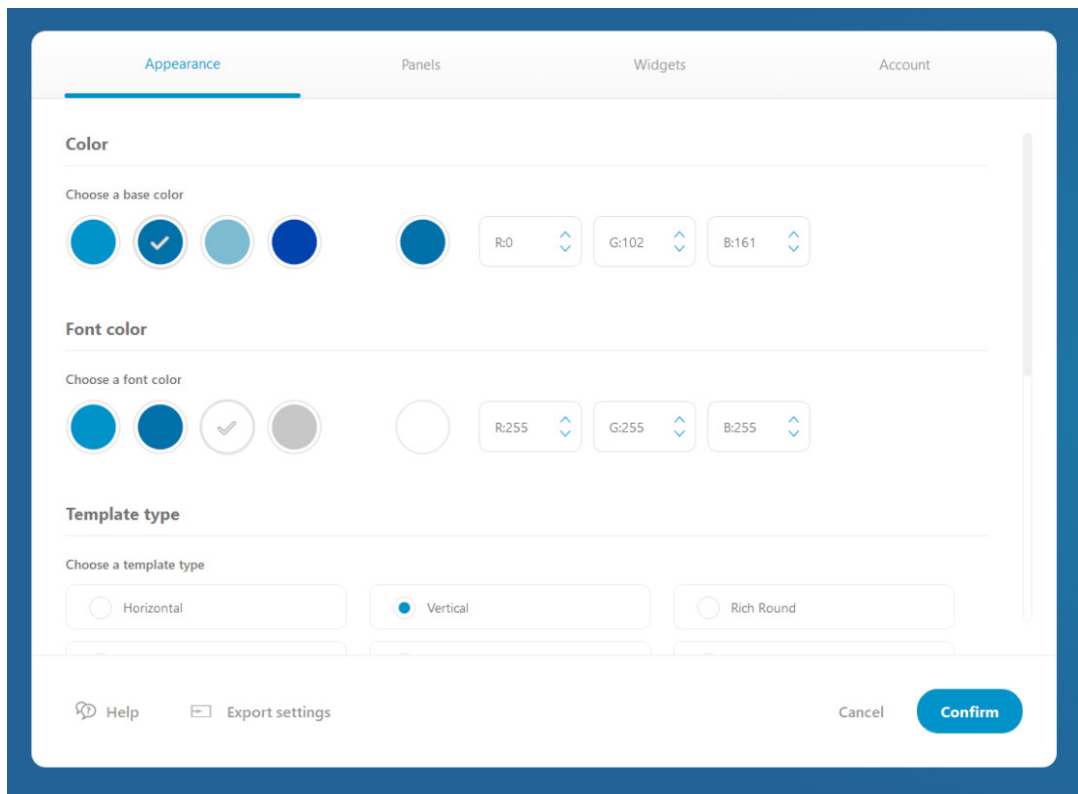 Appearance Panels Widgets Account
Color
Choose a base color
R:0 G:102 B:161
Font color
Choose a font color
R:255 G:255 B:255
Template type
Choose a template type
Horizontal Vertical Rich Round
Help Export settings Cancel Confirm